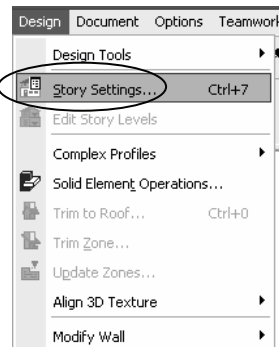 Design Document Options Teamwork
Design Tools
Story Settings... Ctrl+7
Edit Story Levels
Complex Profiles
Solid Element Operations...
Trim to Roof... Ctrl+0
Trim Zone...
Update Zones...
Align 3D Texture
Modify Wall